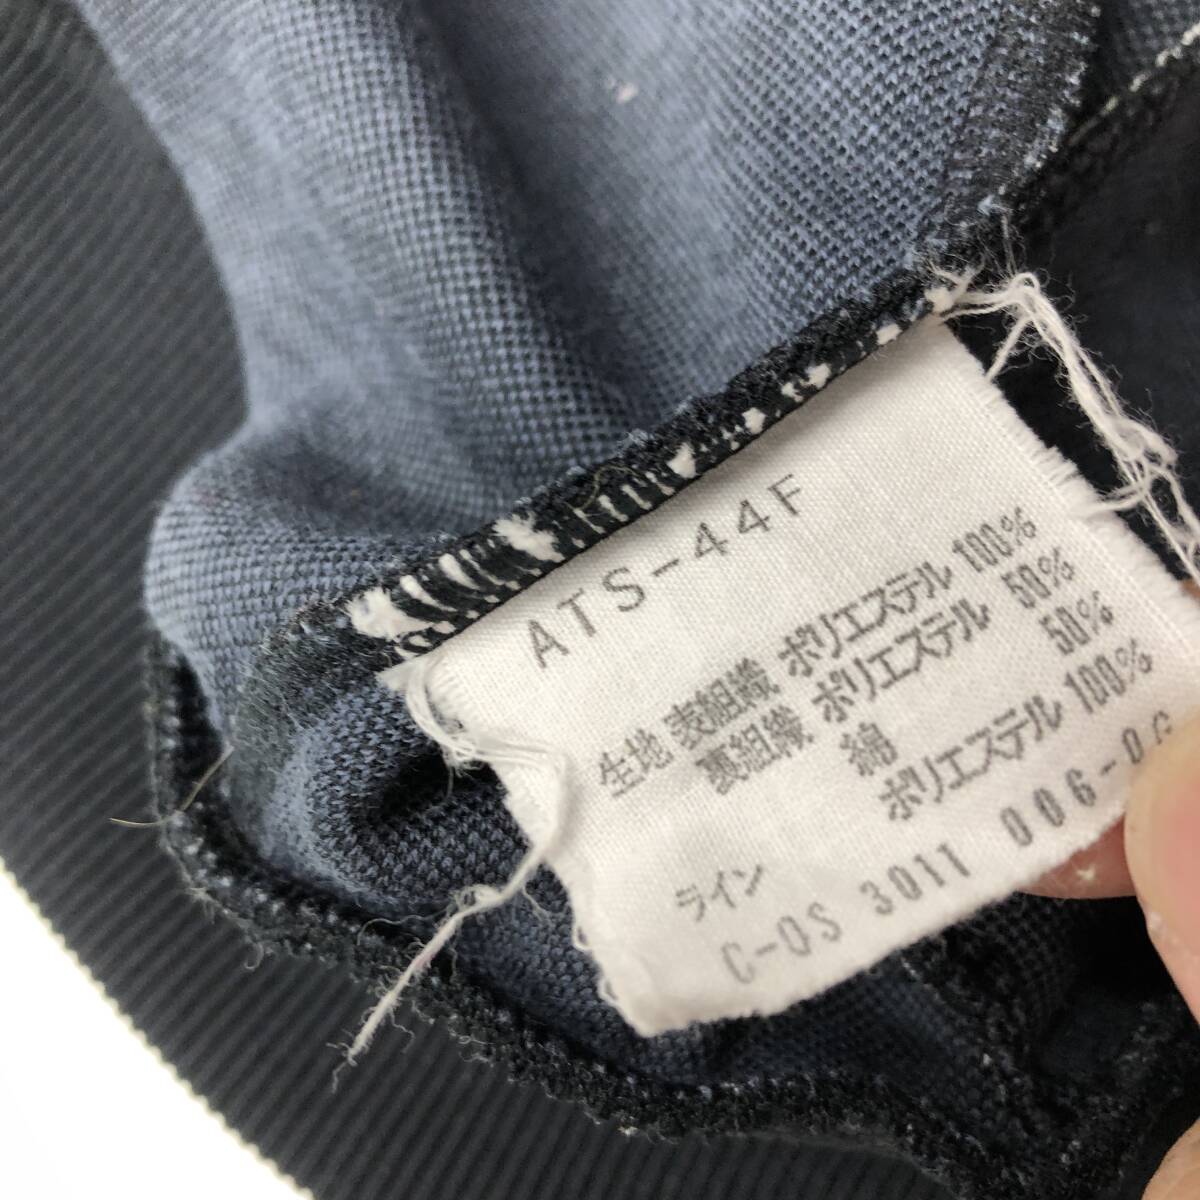 ATS-44F
生地 表組織 ポリエステル 100%
裏組織 ポリエステル 50%
綿 50%
ライン ポリエステル 100%
C-OS 3011 006-